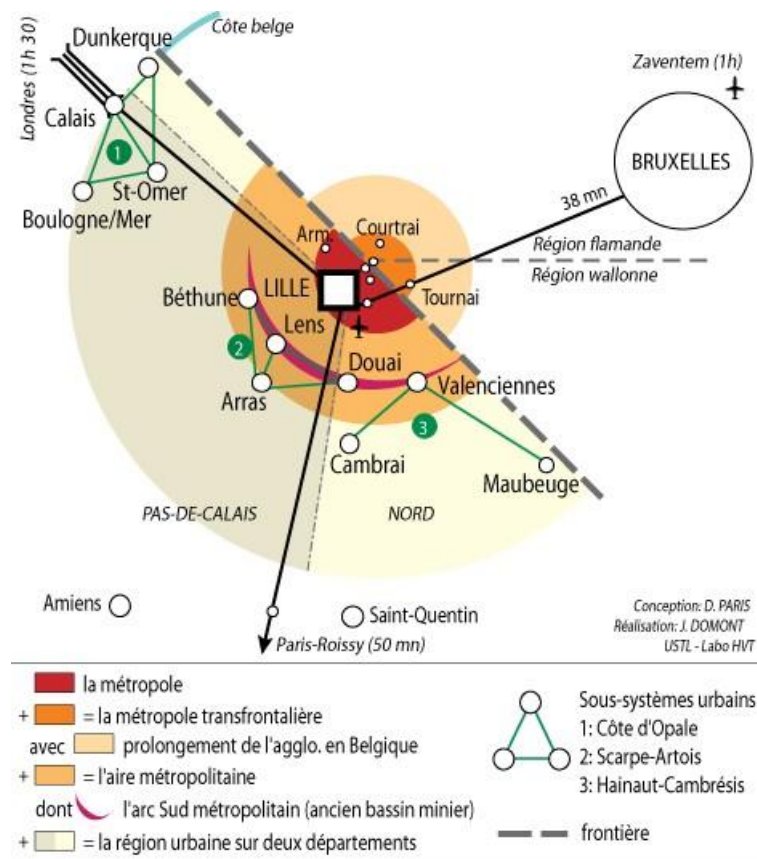 Dunkerque
Côte belge
Londres (1h 30)
Zaventem (1h)
Calais
BRUXELLES
1
St-Omer
38 mn
Boulogne/Mer
Arm.
Courtrai
Région flamande
Région wallonne
LILLE
Tournai
Béthune
Lens
2
Douai
Arras
Valenciennes
3
Cambrai
Maubeuge
PAS-DE-CALAIS
NORD
Amiens
Saint-Quentin
Conception: D. PARIS
Réalisation: J. DOMONT
USTL - Labo HVT
Paris-Roissy (50 mn)
la métropole
+ = la métropole transfrontalière
avec prolongement de l'agglo. en Belgique
+ = l'aire métropolitaine
dont l'arc Sud métropolitain (ancien bassin minier)
+ = la région urbaine sur deux départements
Sous-systèmes urbains
1: Côte d'Opale
2: Scarpe-Artois
3: Hainaut-Cambrésis
frontière